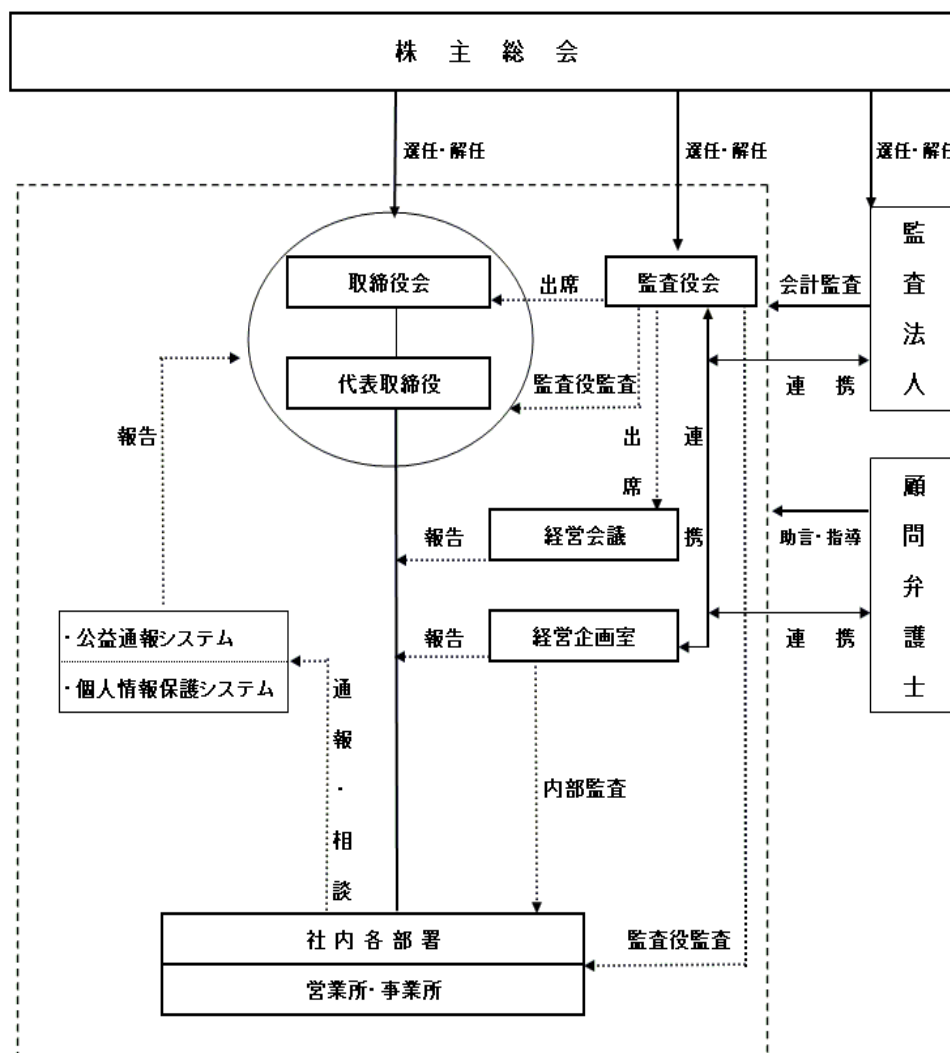 株主総会
選任・解任
選任・解任
選任・解任
監査法人
取締役会
出席
監査役会
会計監査
代表取締役
監査役監査
連携
報告
出席
連携
顧問弁護士
報告
経営会議
助言・指導
報告
経営企画室
連携
・公益通報システム
・個人情報保護システム
通報・相談
内部監査
社内各部署
監査役監査
営業所・事業所